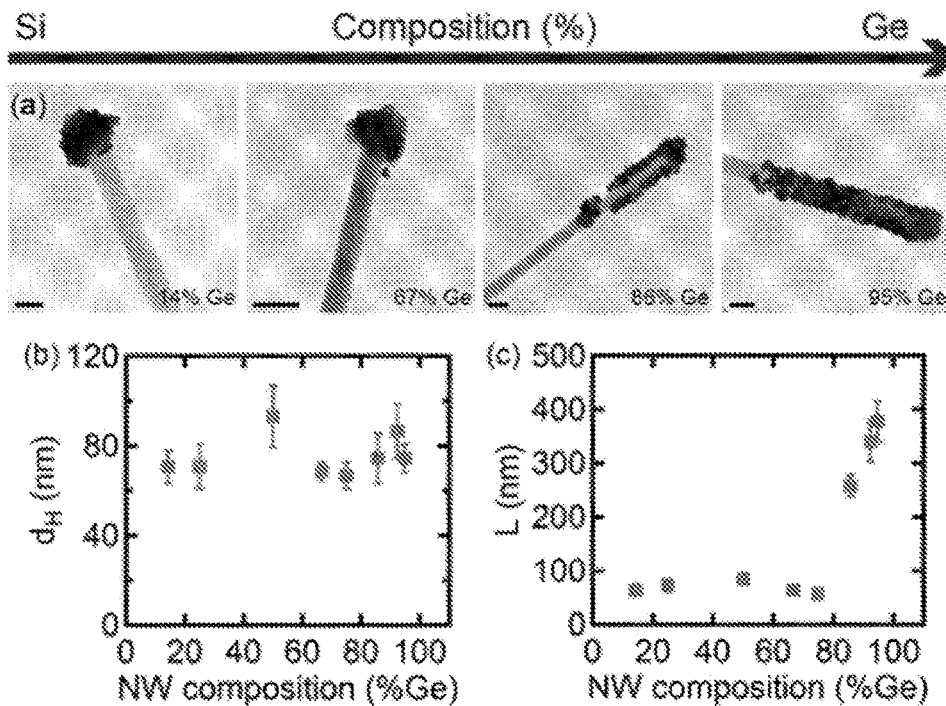 Si Composition (%) Ge
(a)
14% Ge 67% Ge 86% Ge 95% Ge
(b) (c)
120
80
40
0
d_H (nm)
0 20 40 60 80 100
NW composition (%Ge)
500
400
300
200
100
0
L (nm)
0 20 40 60 80 100
NW composition (%Ge)